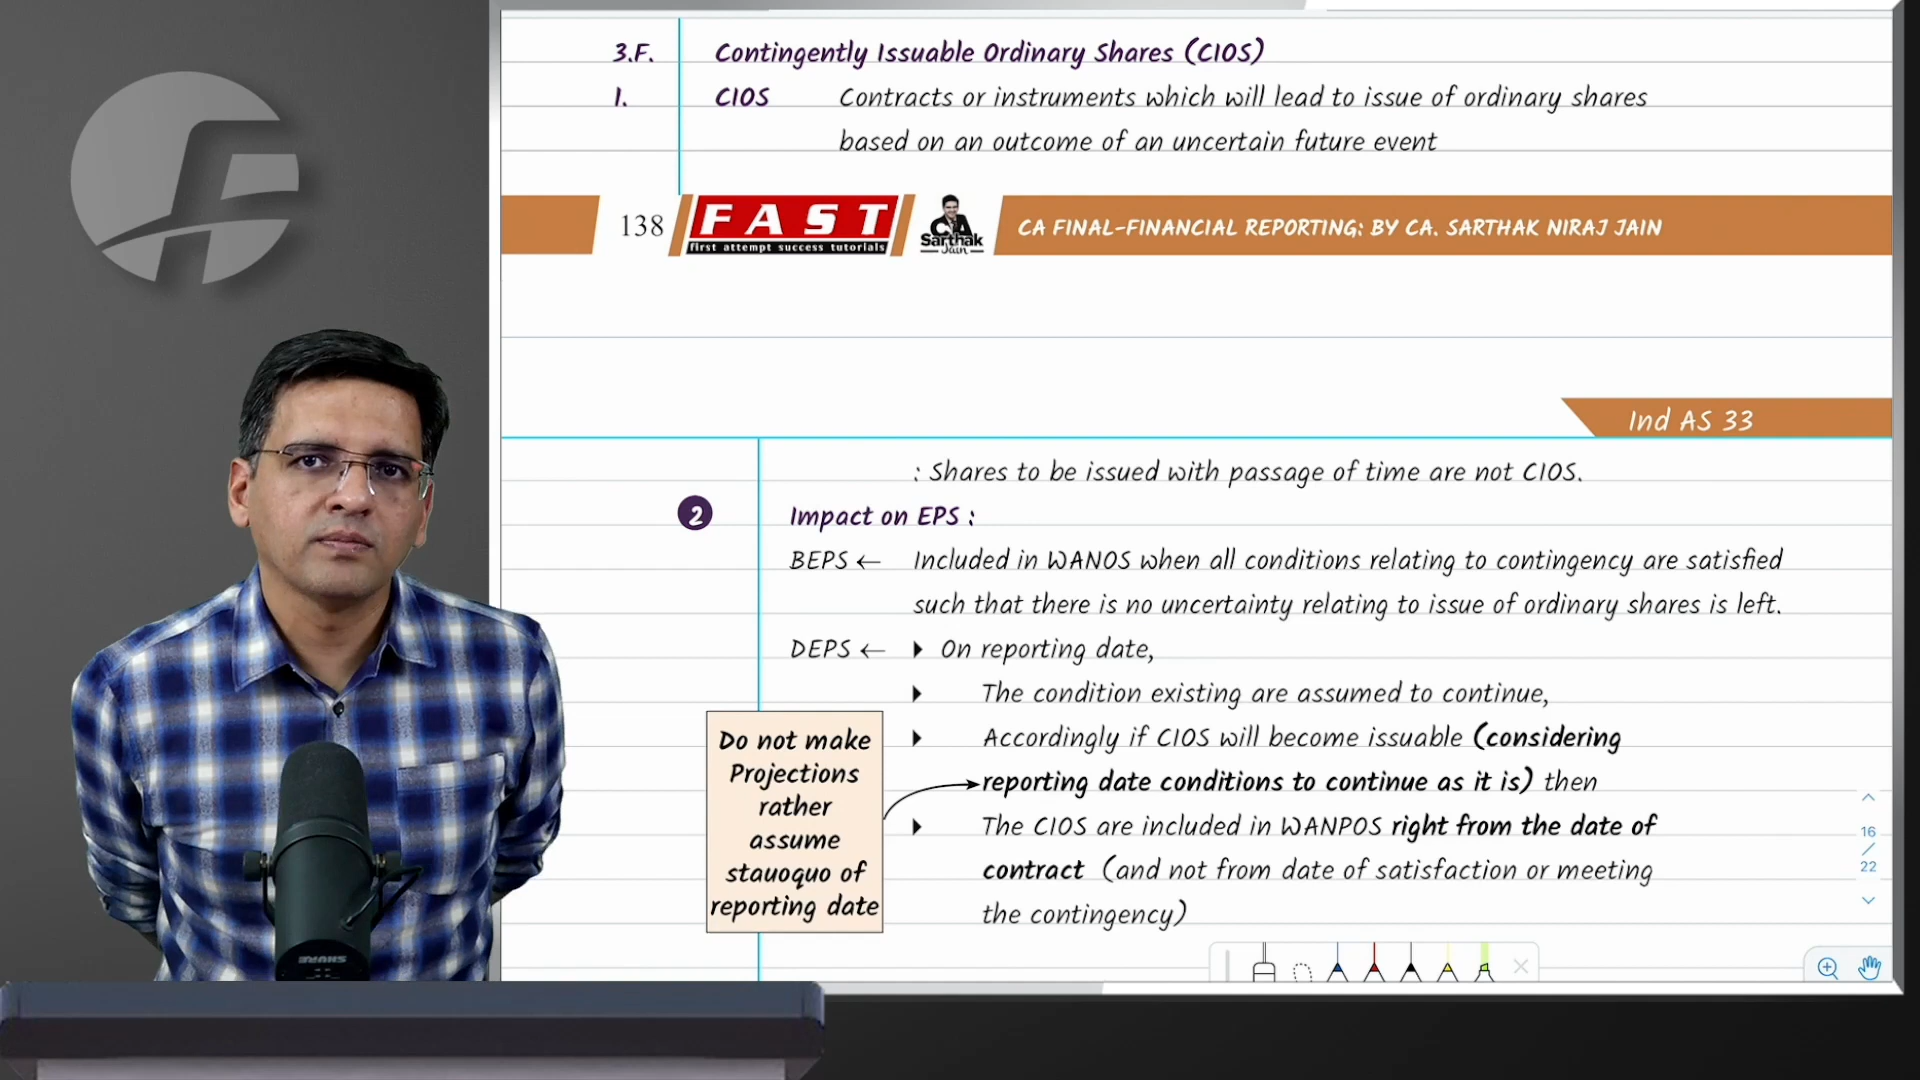 3.F. Contingently Issuable Ordinary Shares (CIOS)
1. CIOS Contracts or instruments which will lead to issue of ordinary shares
based on an outcome of an uncertain future event
138 FAST
first attempt success tutorials
CA
Sarthak
Jain
CA FINAL-FINANCIAL REPORTING: BY CA. SARTHAK NIRAJ JAIN
Ind AS 33
: Shares to be issued with passage of time are not CIOS.
2 Impact on EPS :
BEPS ← Included in WANOS when all conditions relating to contingency are satisfied
such that there is no uncertainty relating to issue of ordinary shares is left.
DEPS ← ▶ On reporting date,
▶ The condition existing are assumed to continue,
▶ Accordingly if CIOS will become issuable (considering
reporting date conditions to continue as it is) then
▶ The CIOS are included in WANPOS right from the date of
contract (and not from date of satisfaction or meeting
the contingency)
Do not make
Projections
rather
assume
stauoquo of
reporting date
16
/
22
SHURE